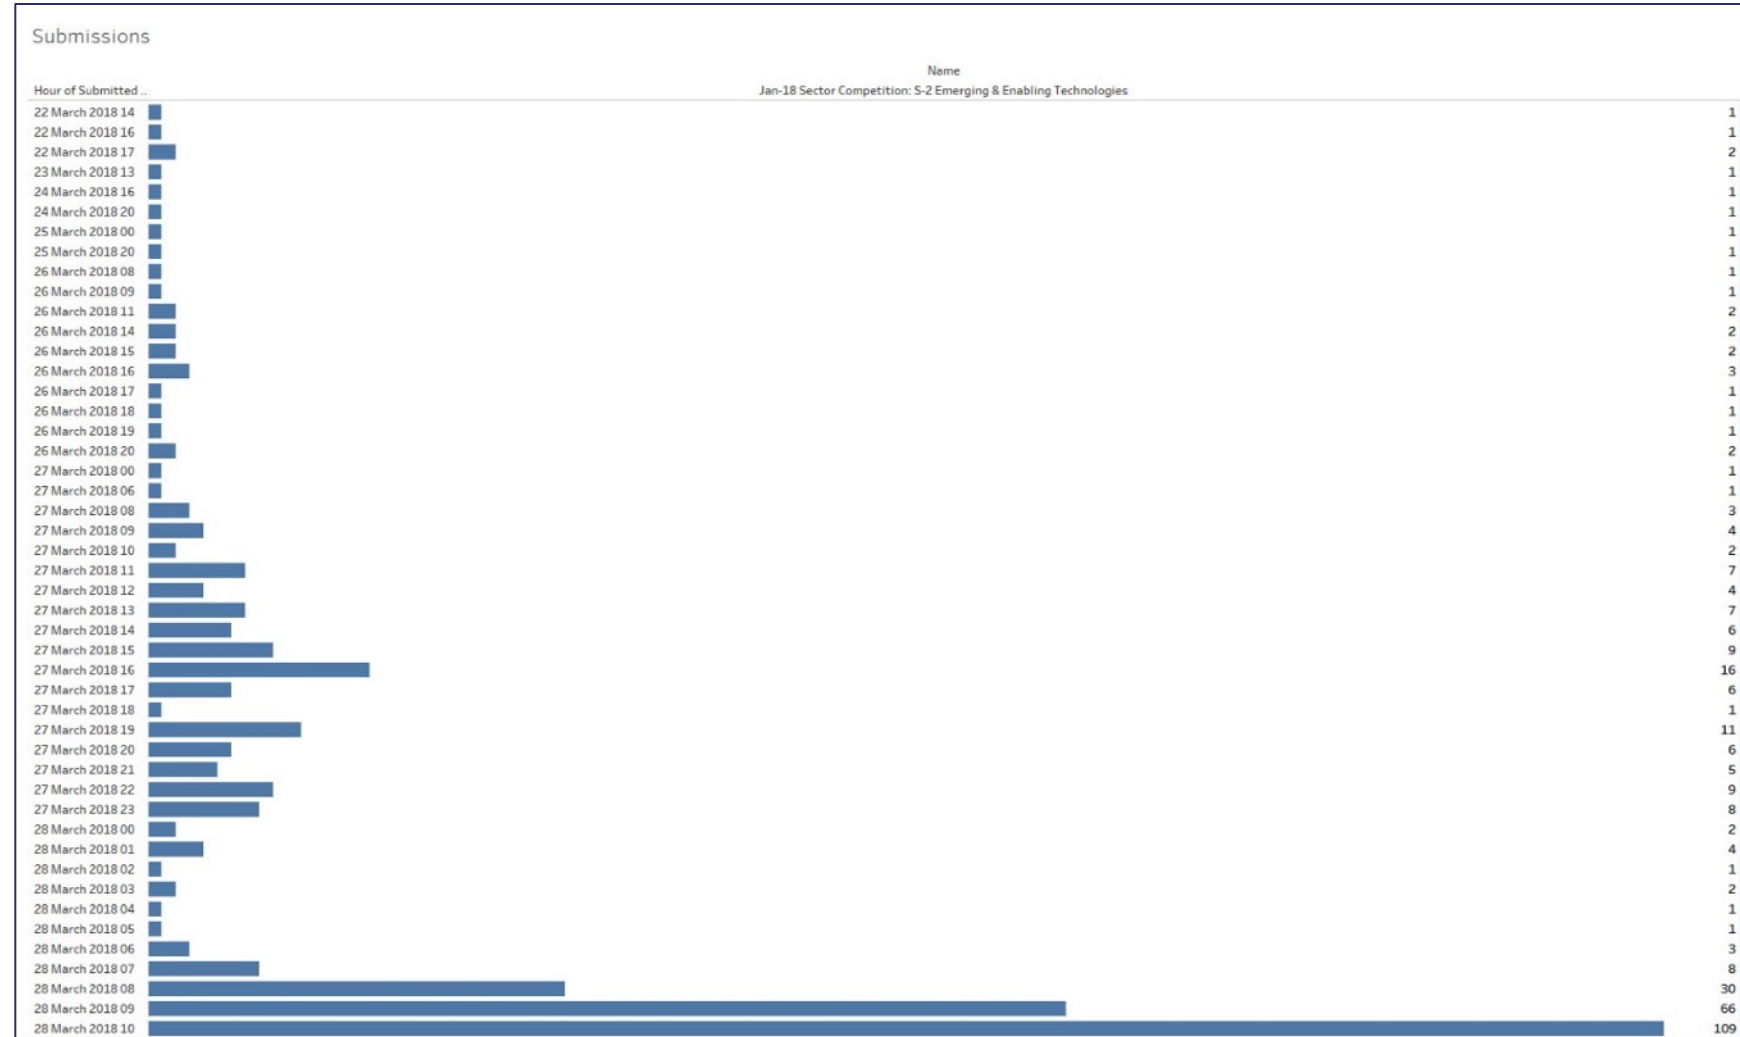 Submissions
Name
Hour of Submitted .. Jan-18 Sector Competition: S-2 Emerging & Enabling Technologies
22 March 2018 14 1
22 March 2018 16 1
22 March 2018 17 2
23 March 2018 13 1
24 March 2018 16 1
24 March 2018 20 1
25 March 2018 00 1
25 March 2018 20 1
26 March 2018 08 1
26 March 2018 09 1
26 March 2018 11 2
26 March 2018 14 2
26 March 2018 15 2
26 March 2018 16 3
26 March 2018 17 1
26 March 2018 18 1
26 March 2018 19 1
26 March 2018 20 2
27 March 2018 00 1
27 March 2018 06 1
27 March 2018 08 3
27 March 2018 09 4
27 March 2018 10 2
27 March 2018 11 7
27 March 2018 12 4
27 March 2018 13 7
27 March 2018 14 6
27 March 2018 15 9
27 March 2018 16 16
27 March 2018 17 6
27 March 2018 18 1
27 March 2018 19 11
27 March 2018 20 6
27 March 2018 21 5
27 March 2018 22 9
27 March 2018 23 8
28 March 2018 00 2
28 March 2018 01 4
28 March 2018 02 1
28 March 2018 03 2
28 March 2018 04 1
28 March 2018 05 1
28 March 2018 06 3
28 March 2018 07 8
28 March 2018 08 30
28 March 2018 09 66
28 March 2018 10 109